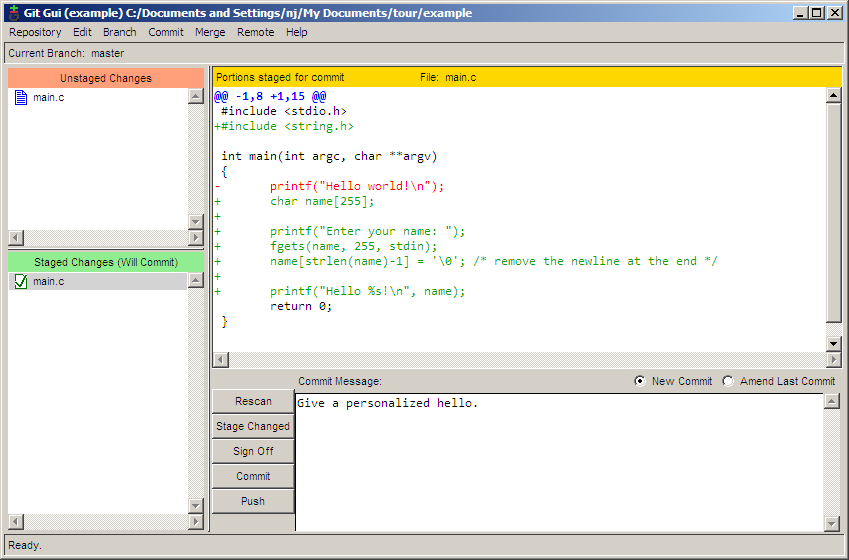 Git Gui (example) C:/Documents and Settings/nj/My Documents/tour/example
Repository Edit Branch Commit Merge Remote Help
Current Branch: master
Unstaged Changes
main.c
Staged Changes (Will Commit)
main.c
Portions staged for commit File: main.c
@@ -1,8 +1,15 @@
 #include <stdio.h>
+#include <string.h>
 int main(int argc, char **argv)
 {
-       printf("Hello world!\n");
+       char name[255];
+
+       printf("Enter your name: ");
+       fgets(name, 255, stdin);
+       name[strlen(name)-1] = '\0'; /* remove the newline at the end */
+
+       printf("Hello %s!\n", name);
        return 0;
 }
Commit Message: New Commit Amend Last Commit
Rescan
Stage Changed
Sign Off
Commit
Push
Give a personalized hello.
Ready.